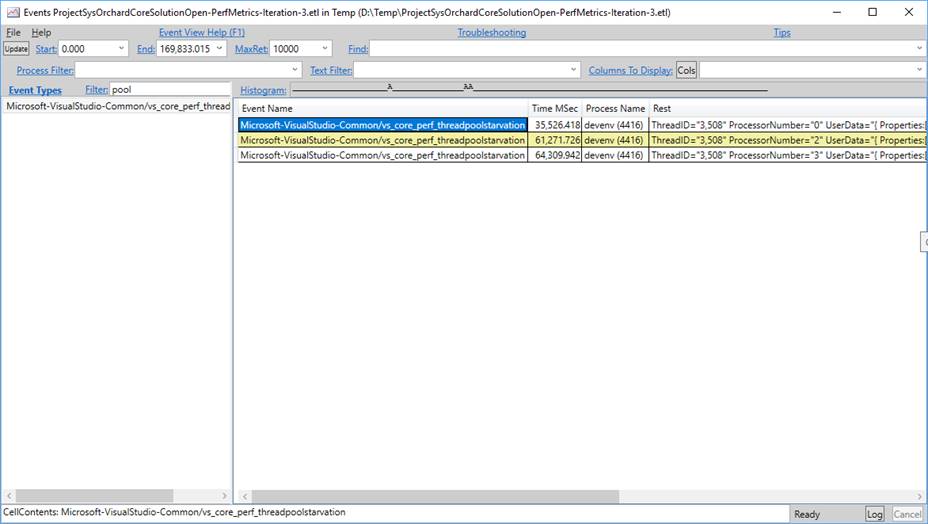 Events ProjectSysOrchardCoreSolutionOpen-PerfMetrics-Iteration-3.etl in Temp (D:\Temp\ProjectSysOrchardCoreSolutionOpen-PerfMetrics-Iteration-3.etl)
File Help Event View Help (F1) Troubleshooting Tips
Update Start: 0.000 End: 169,833.015 MaxRet: 10000 Find:
Process Filter: Text Filter: Columns To Display: Cols
Event Types Filter: pool Histogram: A AA
Microsoft-VisualStudio-Common/vs_core_perf_thread
Event Name Time MSec Process Name Rest
Microsoft-VisualStudio-Common/vs_core_perf_threadpoolstarvation 35,526.418 devenv (4416) ThreadID="3,508" ProcessorNumber="0" UserData="{ Properties:[
Microsoft-VisualStudio-Common/vs_core_perf_threadpoolstarvation 61,271.726 devenv (4416) ThreadID="3,508" ProcessorNumber="2" UserData="{ Properties:[
Microsoft-VisualStudio-Common/vs_core_perf_threadpoolstarvation 64,309.942 devenv (4416) ThreadID="3,508" ProcessorNumber="3" UserData="{ Properties:[
CellContents: Microsoft-VisualStudio-Common/vs_core_perf_threadpoolstarvation Ready Log Cancel